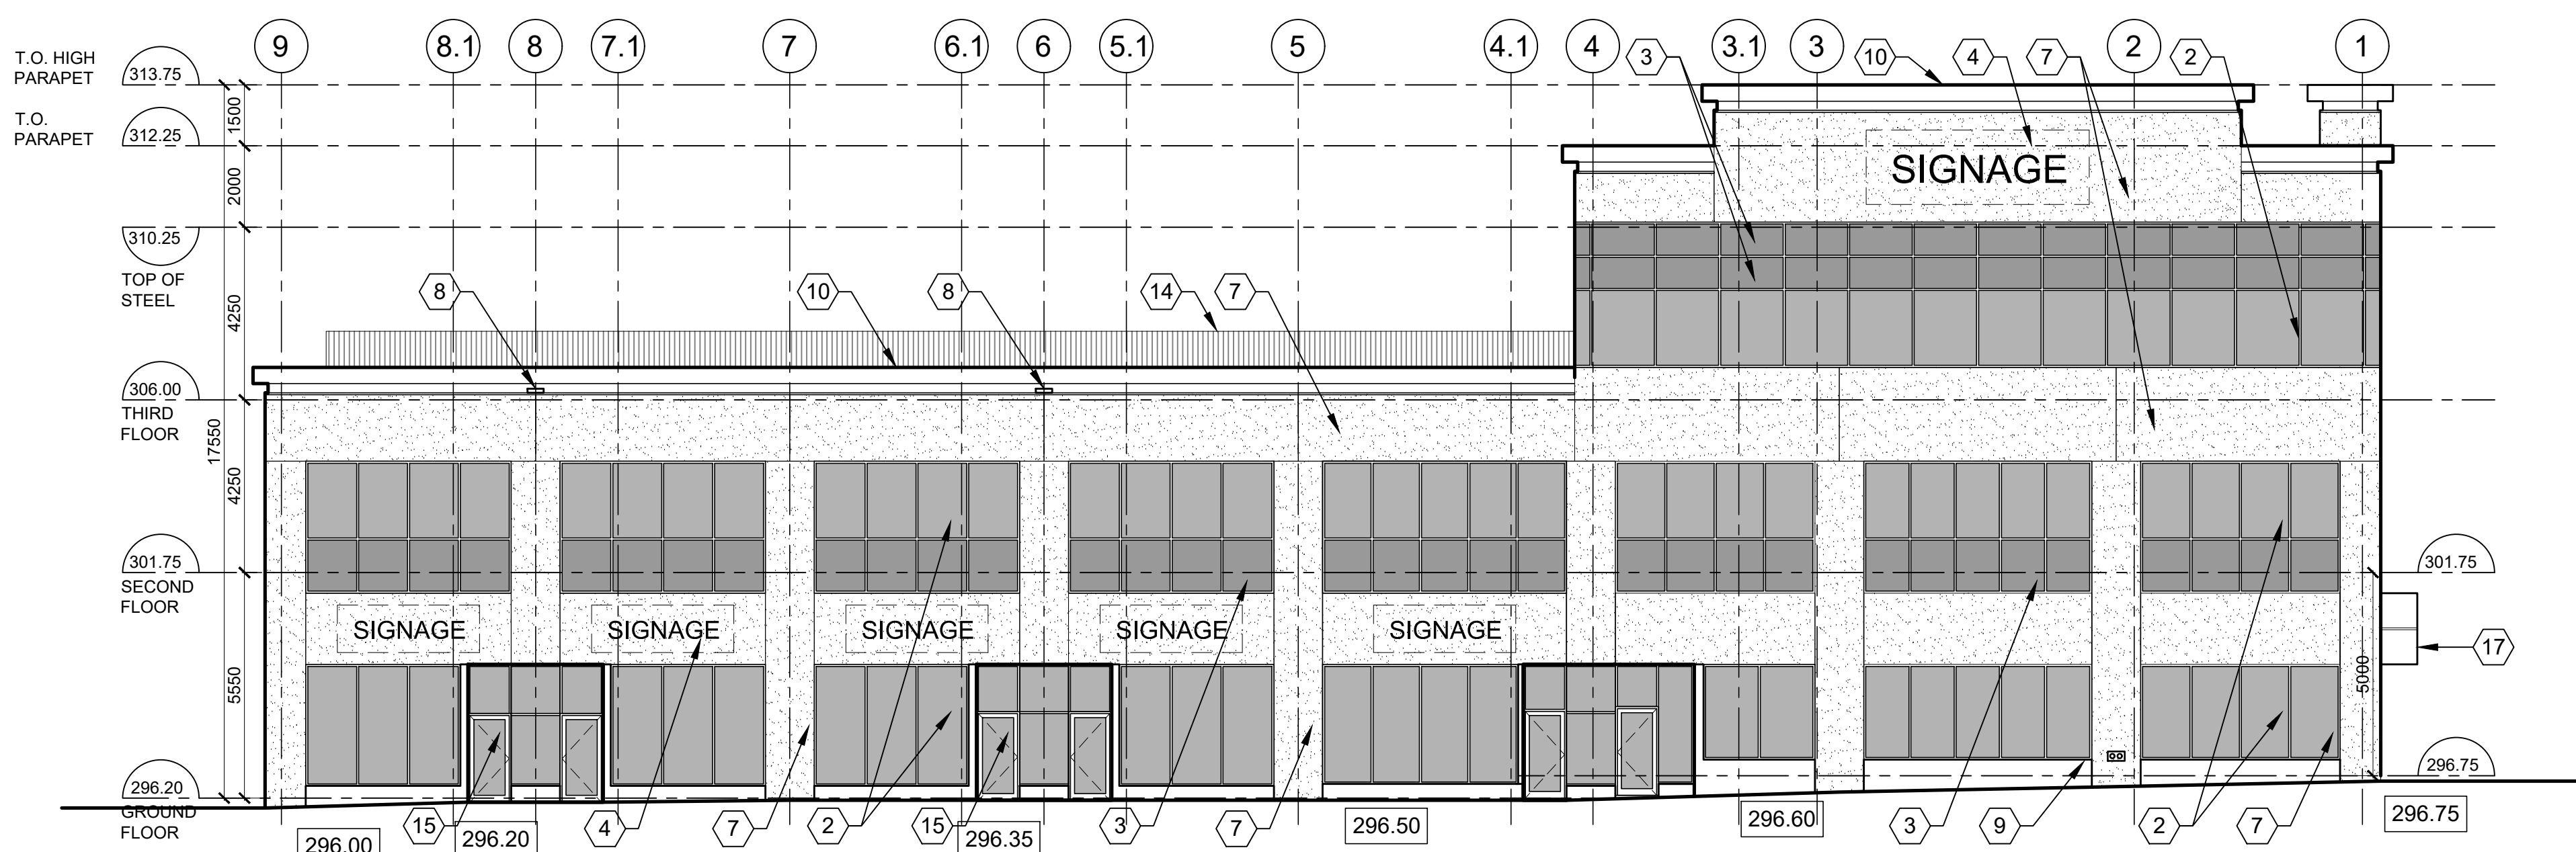 9 8.1 8 7.1 7 6.1 6 5.1 5 4.1 4 3 3.1 3 10 4 7 2 2 1
T.O. HIGH
PARAPET
313.75
1500
T.O.
PARAPET
312.25
2000
SIGNAGE
310.25
TOP OF
STEEL
4250
8 10 8 14 7
306.00
THIRD
FLOOR
17550
4250
301.75
SECOND
FLOOR
301.75
SIGNAGE SIGNAGE SIGNAGE SIGNAGE SIGNAGE
17
5550
5000
296.20
GROUND
FLOOR
296.75
15 4 7 2 15 3 7 3 9 2 7
296.00 296.20 296.35 296.50 296.60 296.75